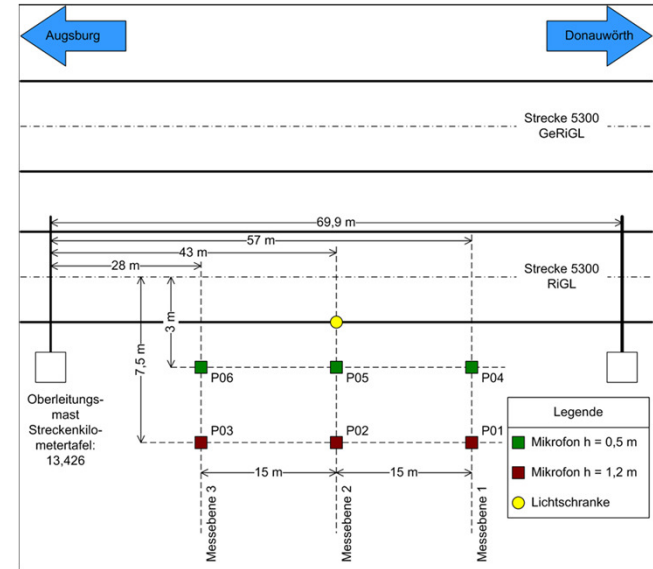 Augsburg
Donauwörth
Strecke 5300
GeRiGL
69,9 m
57 m
43 m
28 m
Strecke 5300
RiGL
3 m
7,5 m
P06
P05
P04
Oberleitungs-
mast
Streckenkilo-
metertafel:
13,426
P03
P02
P01
15 m
15 m
Messebene 3
Messebene 2
Messebene 1
Legende
Mikrofon h = 0,5 m
Mikrofon h = 1,2 m
Lichtschranke